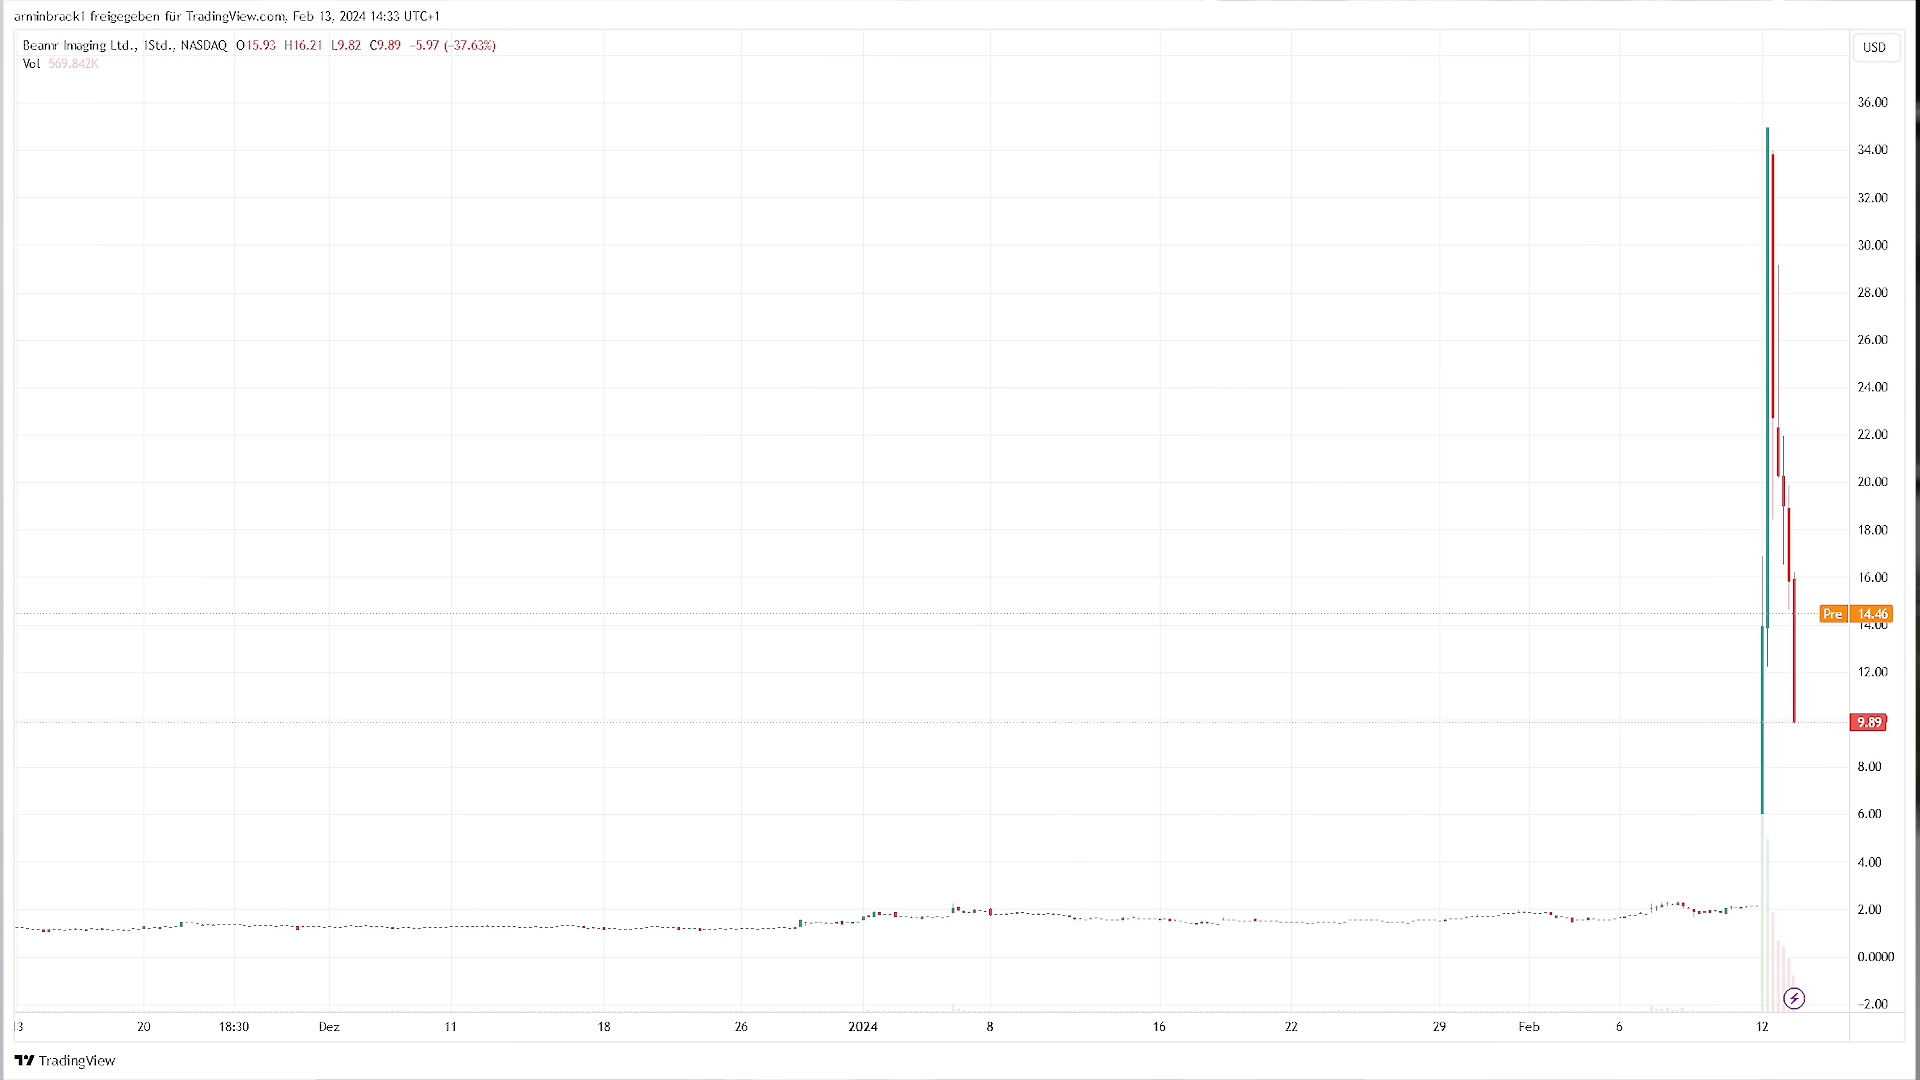 arminbrack1 freigegeben für TradingView.com, Feb 13, 2024 14:33 UTC+1
Beamr Imaging Ltd., 1Std., NASDAQ O15.93 H16.21 L9.82 C9.89 −5.97 (−37.63%)
Vol 569.842K
USD
36.00
34.00
32.00
30.00
28.00
26.00
24.00
22.00
20.00
18.00
16.00
Pre 14.46
14.00
12.00
9.89
8.00
6.00
4.00
2.00
0.0000
−2.00
13 20 18:30 Dez 11 18 26 2024 8 16 22 29 Feb 6 12
TradingView